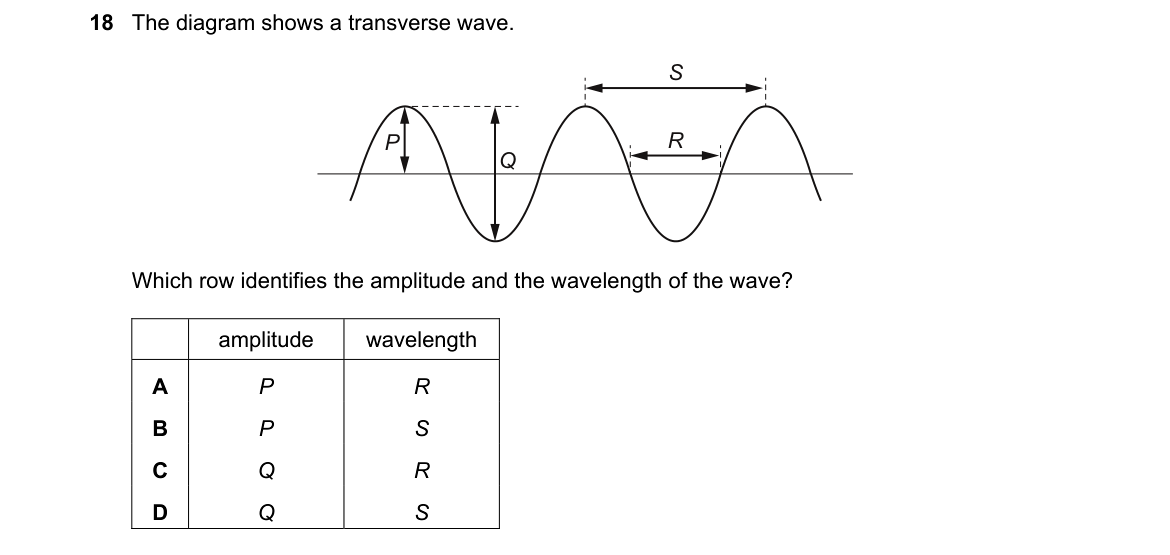 18 The diagram shows a transverse wave.
S
P
Q
R
Which row identifies the amplitude and the wavelength of the wave?
amplitude wavelength
A P R
B P S
C Q R
D Q S